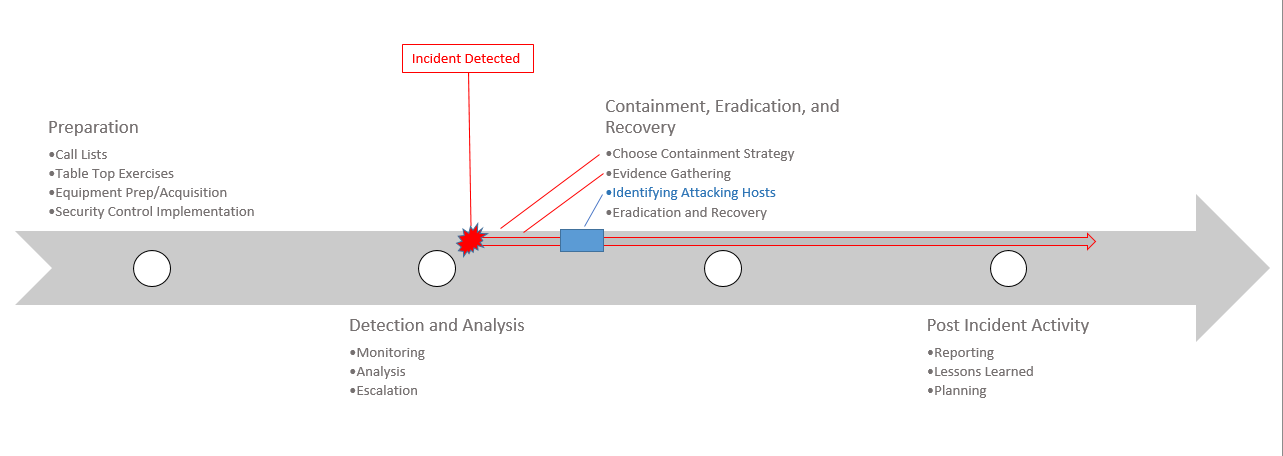 Incident Detected
Preparation
•Call Lists
•Table Top Exercises
•Equipment Prep/Acquisition
•Security Control Implementation
Containment, Eradication, and
Recovery
•Choose Containment Strategy
•Evidence Gathering
•Identifying Attacking Hosts
•Eradication and Recovery
Detection and Analysis
•Monitoring
•Analysis
•Escalation
Post Incident Activity
•Reporting
•Lessons Learned
•Planning